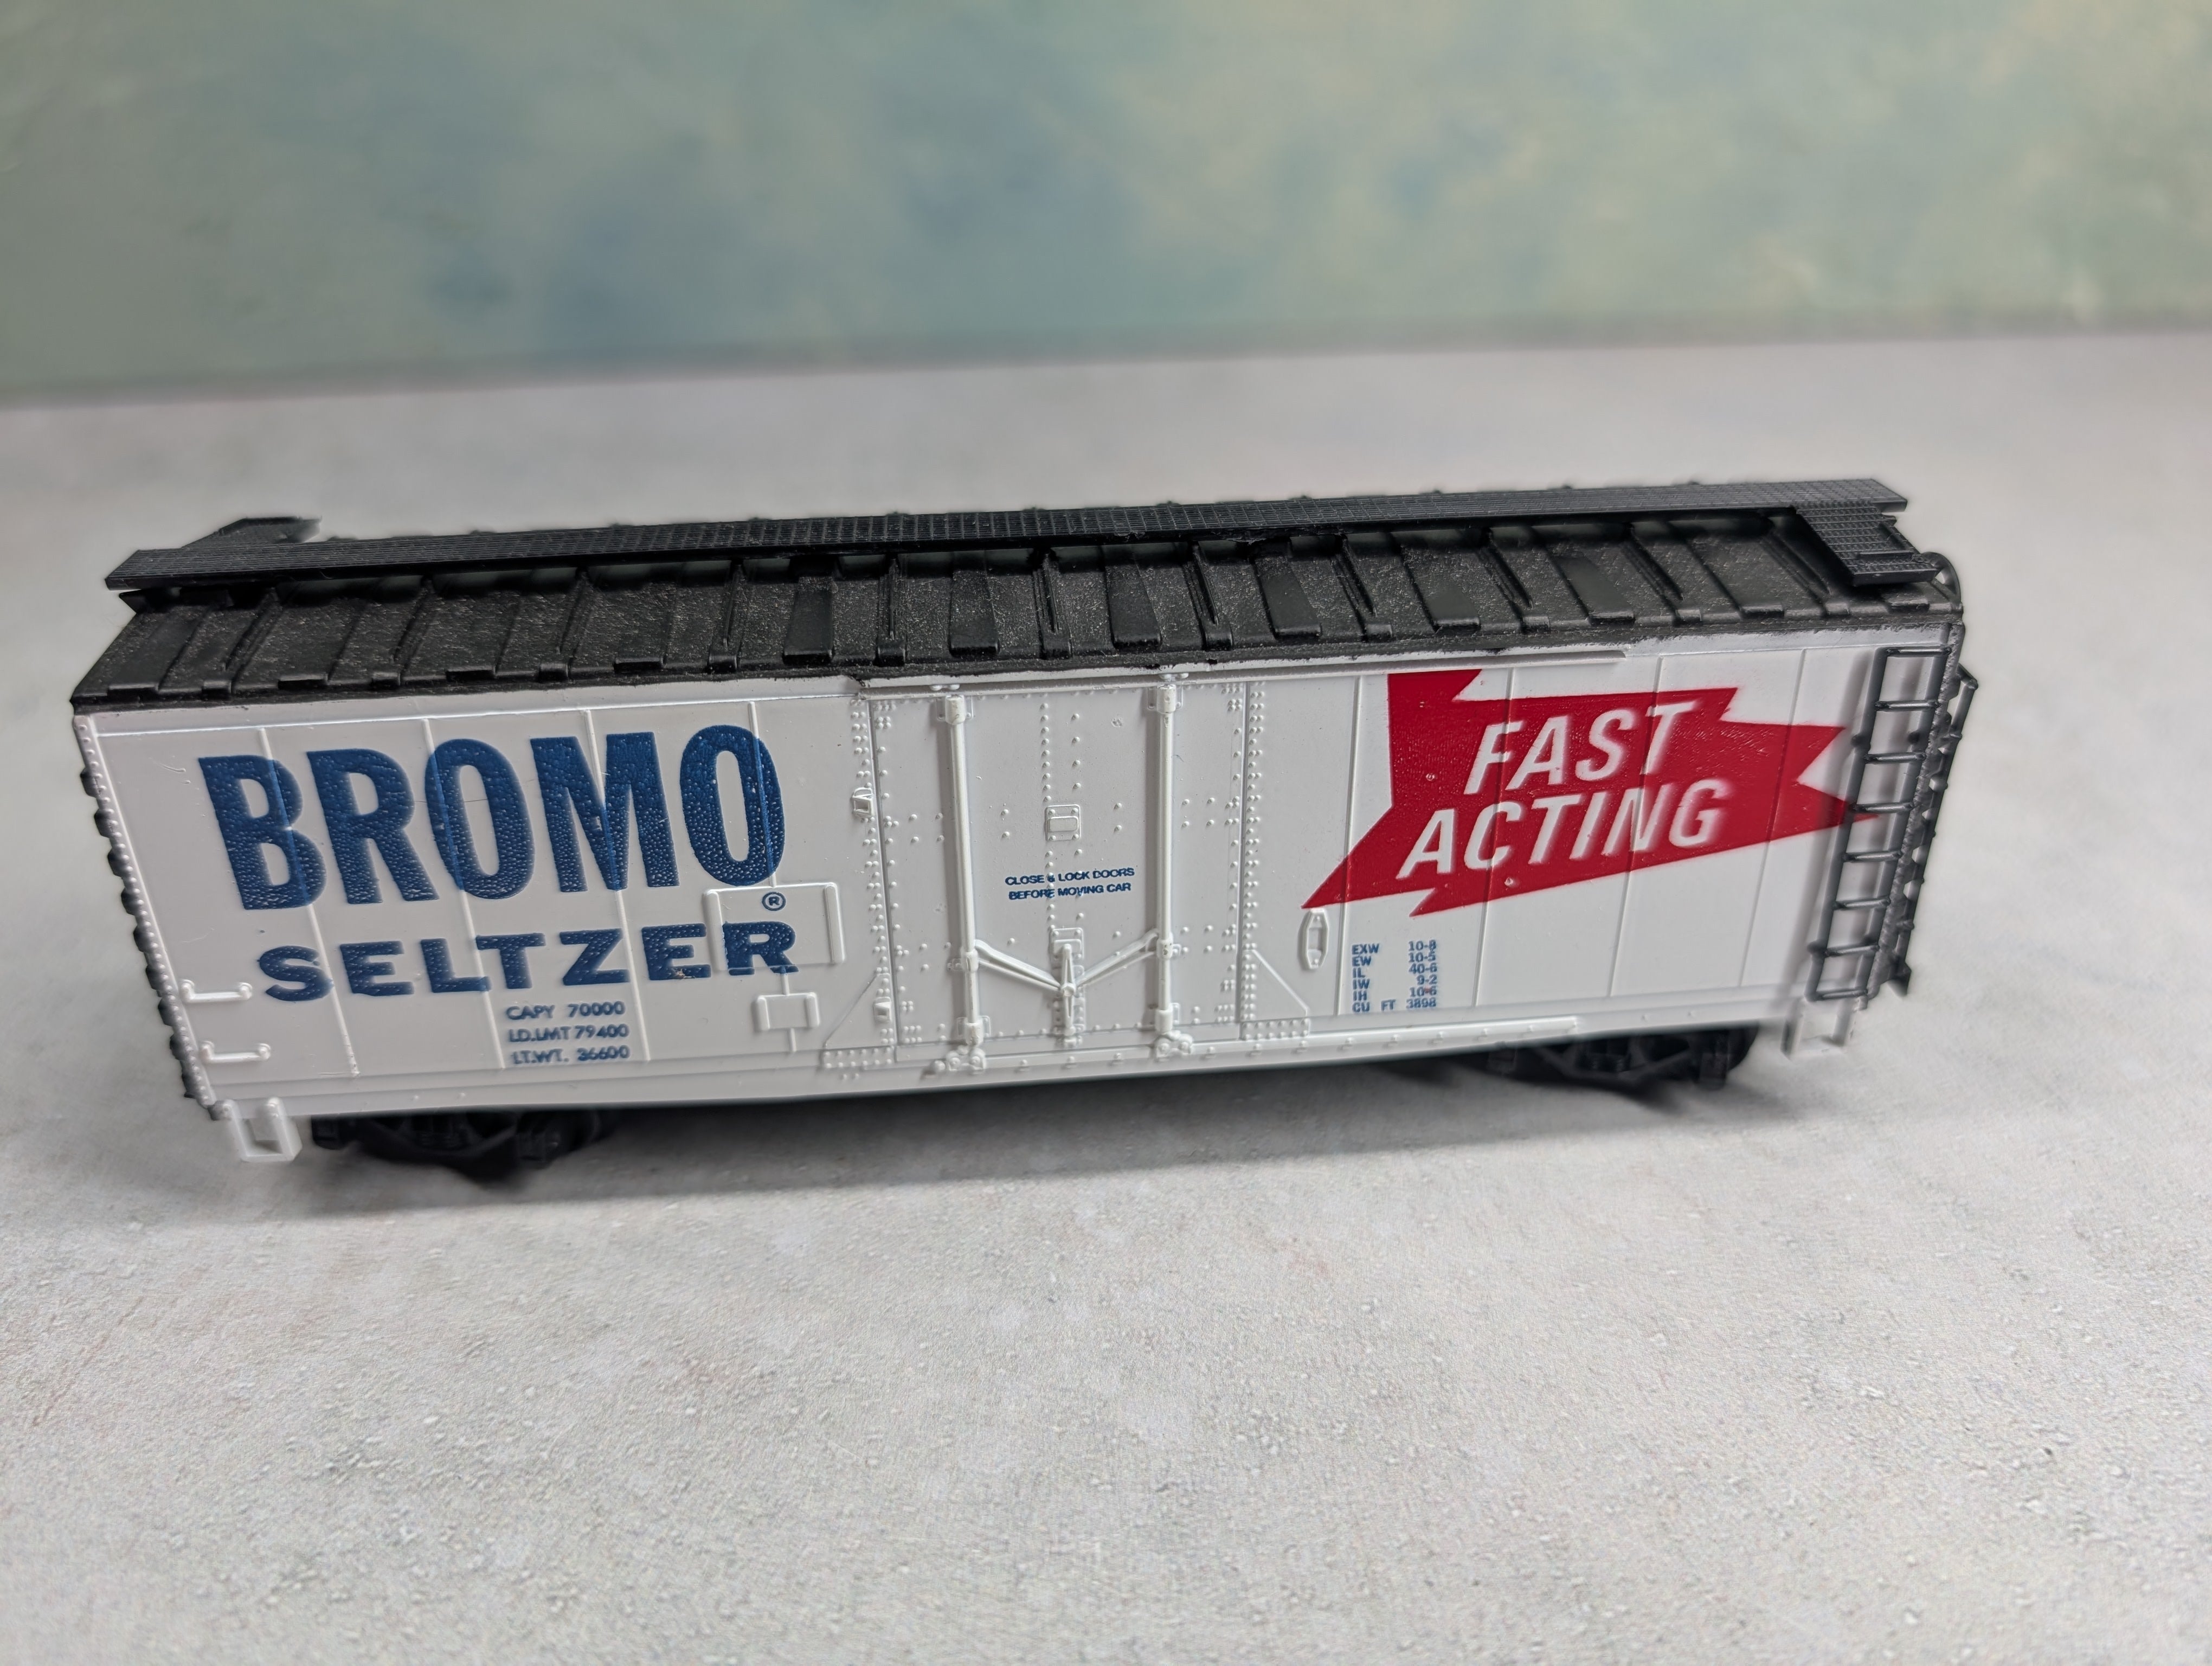 BROMO
®
SELTZER
CAPY 70000
LD.LMT 79400
LT.WT. 36600
CLOSE & LOCK DOORS
BEFORE MOVING CAR
FAST
ACTING
EXW 10-8
EW 10-5
IL 40-6
IW 9-2
IH 10-6
CU FT 3898